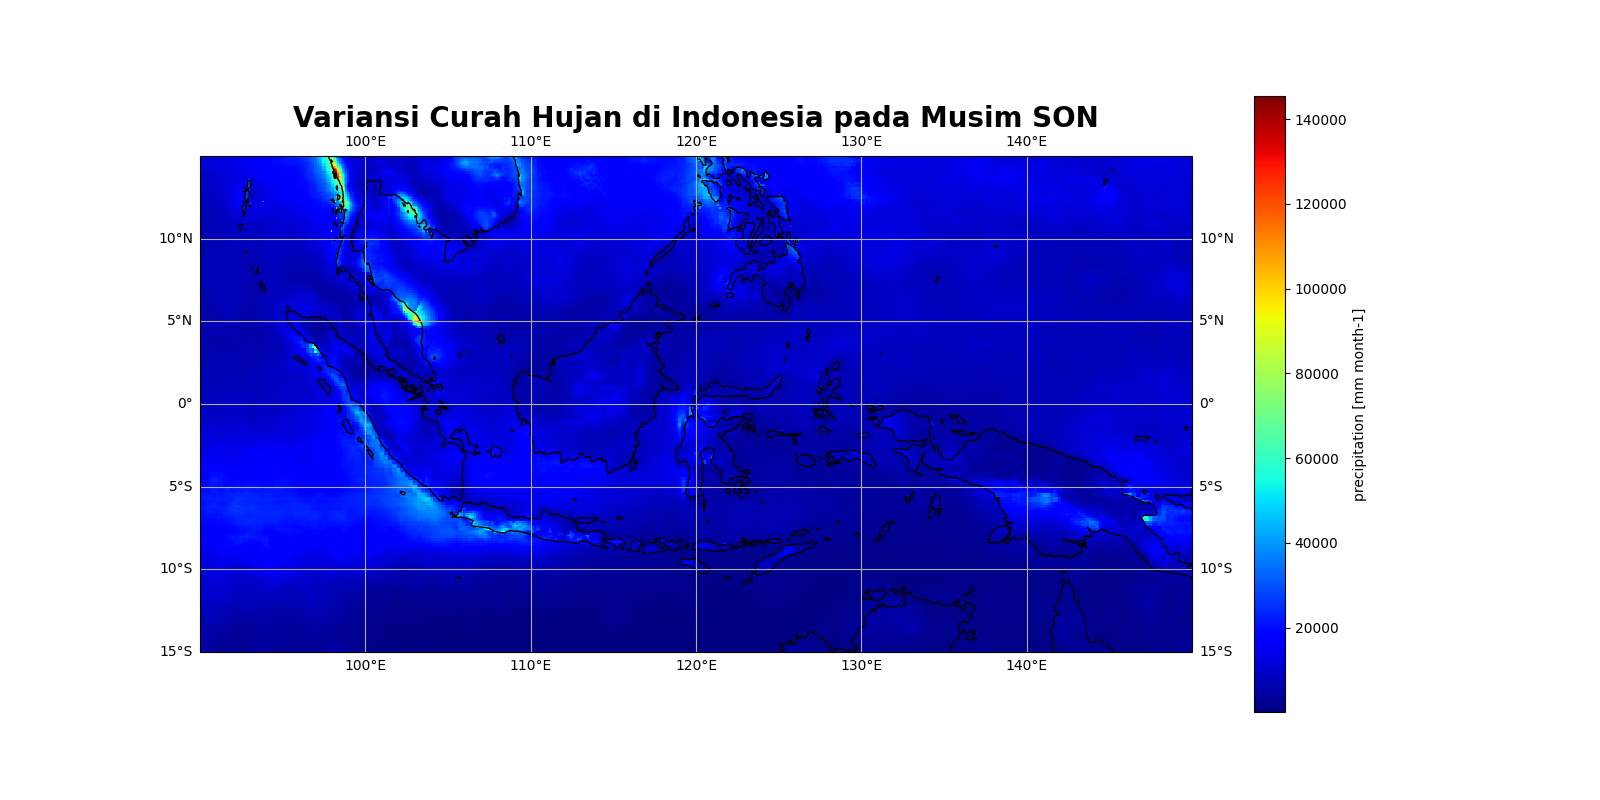 Variansi Curah Hujan di Indonesia pada Musim SON
100°E 110°E 120°E 130°E 140°E
10°N 10°N
5°N 5°N
0° 0°
5°S 5°S
10°S 10°S
15°S 15°S
100°E 110°E 120°E 130°E 140°E
140000
120000
100000
80000
60000
40000
20000
precipitation [mm month-1]